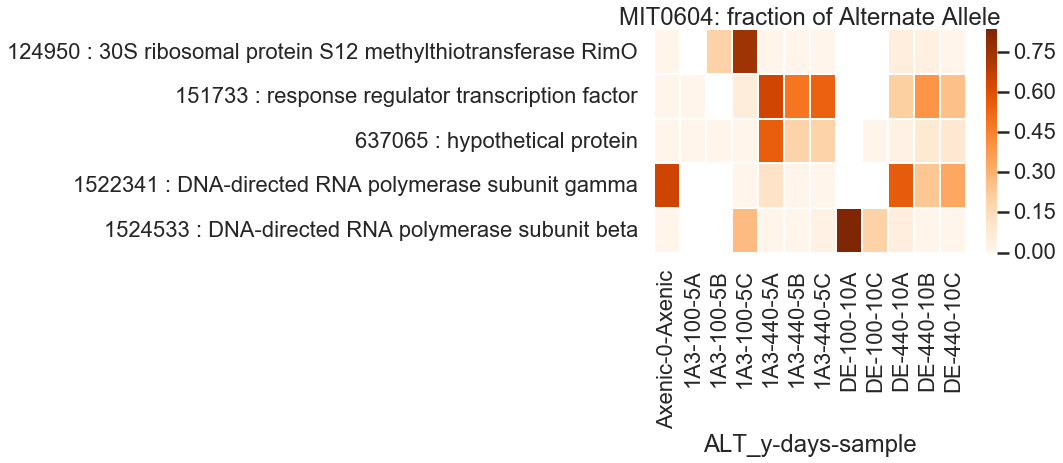 MIT0604: fraction of Alternate Allele
124950 : 30S ribosomal protein S12 methylthiotransferase RimO
151733 : response regulator transcription factor
637065 : hypothetical protein
1522341 : DNA-directed RNA polymerase subunit gamma
1524533 : DNA-directed RNA polymerase subunit beta
0.75
0.60
0.45
0.30
0.15
0.00
Axenic-0-Axenic
1A3-100-5A
1A3-100-5B
1A3-100-5C
1A3-440-5A
1A3-440-5B
1A3-440-5C
DE-100-10A
DE-100-10C
DE-440-10A
DE-440-10B
DE-440-10C
ALT_y-days-sample